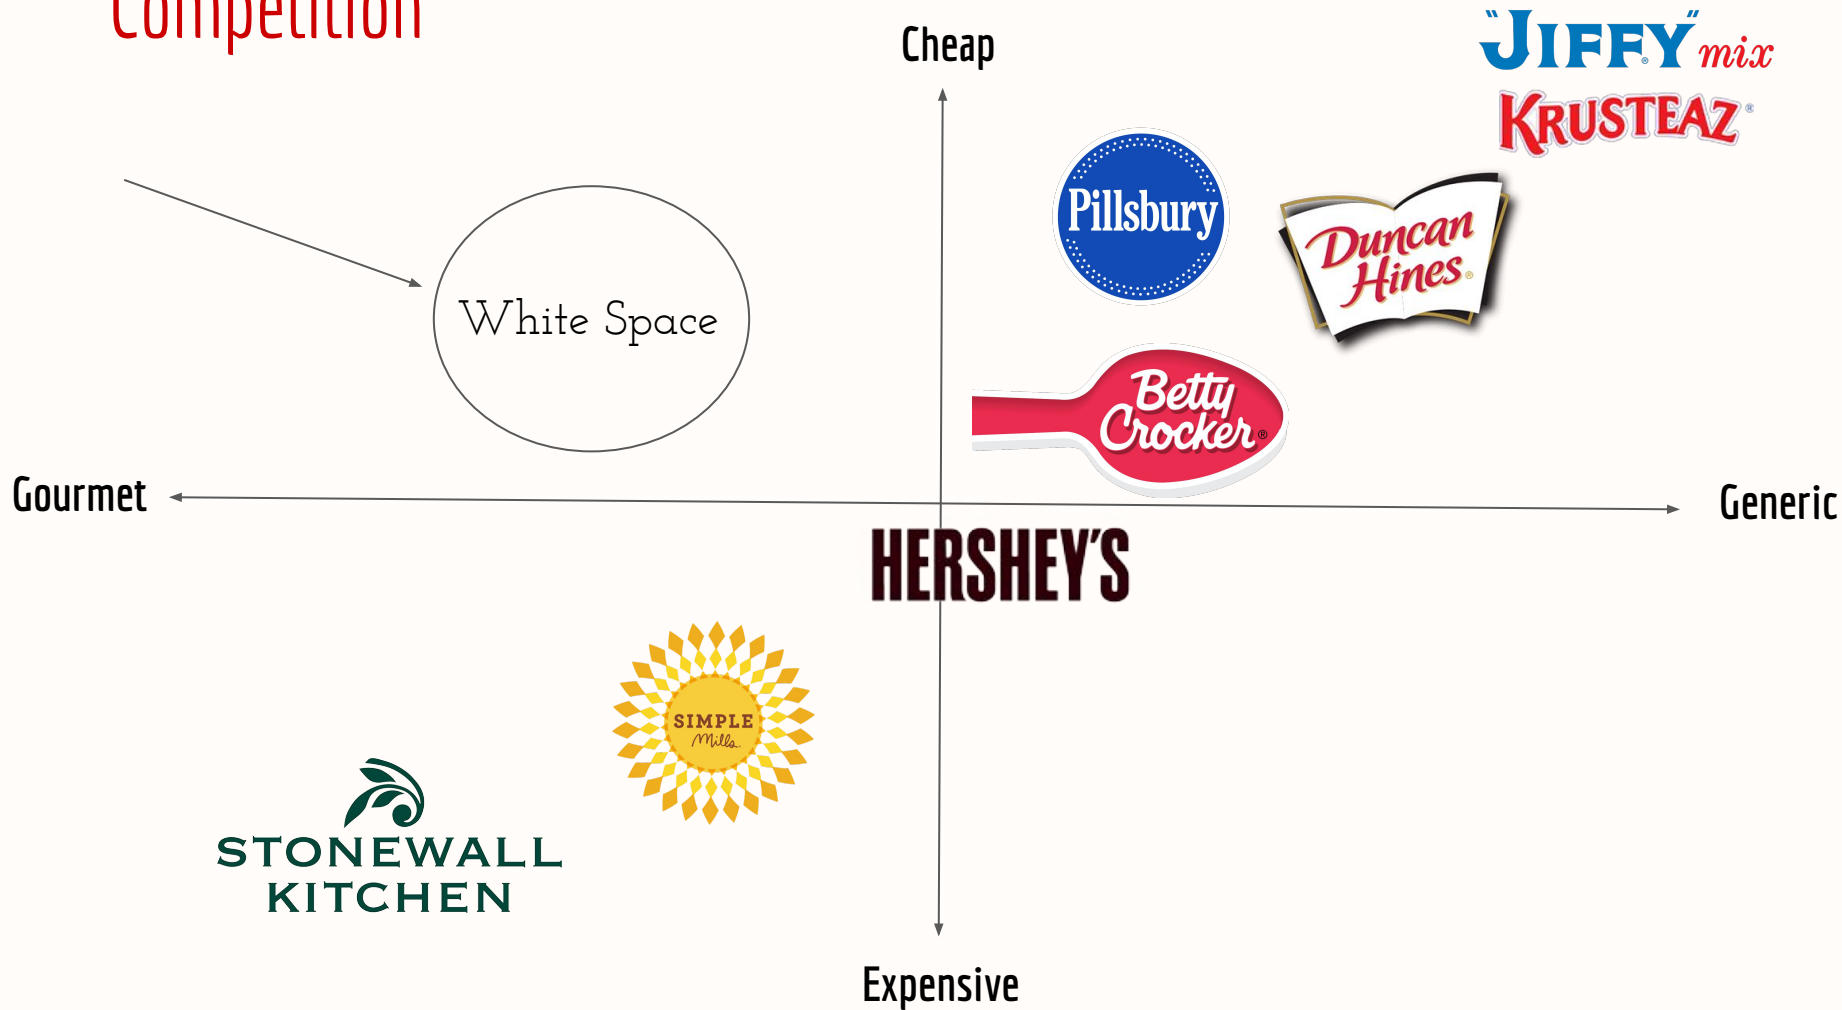 Competition
Cheap
"JIFFY" mix
KRUSTEAZ®
Pillsbury
Duncan
Hines®
White Space
Betty
Crocker®
Gourmet
Generic
HERSHEY'S
SIMPLE
Mills
STONEWALL
KITCHEN
Expensive